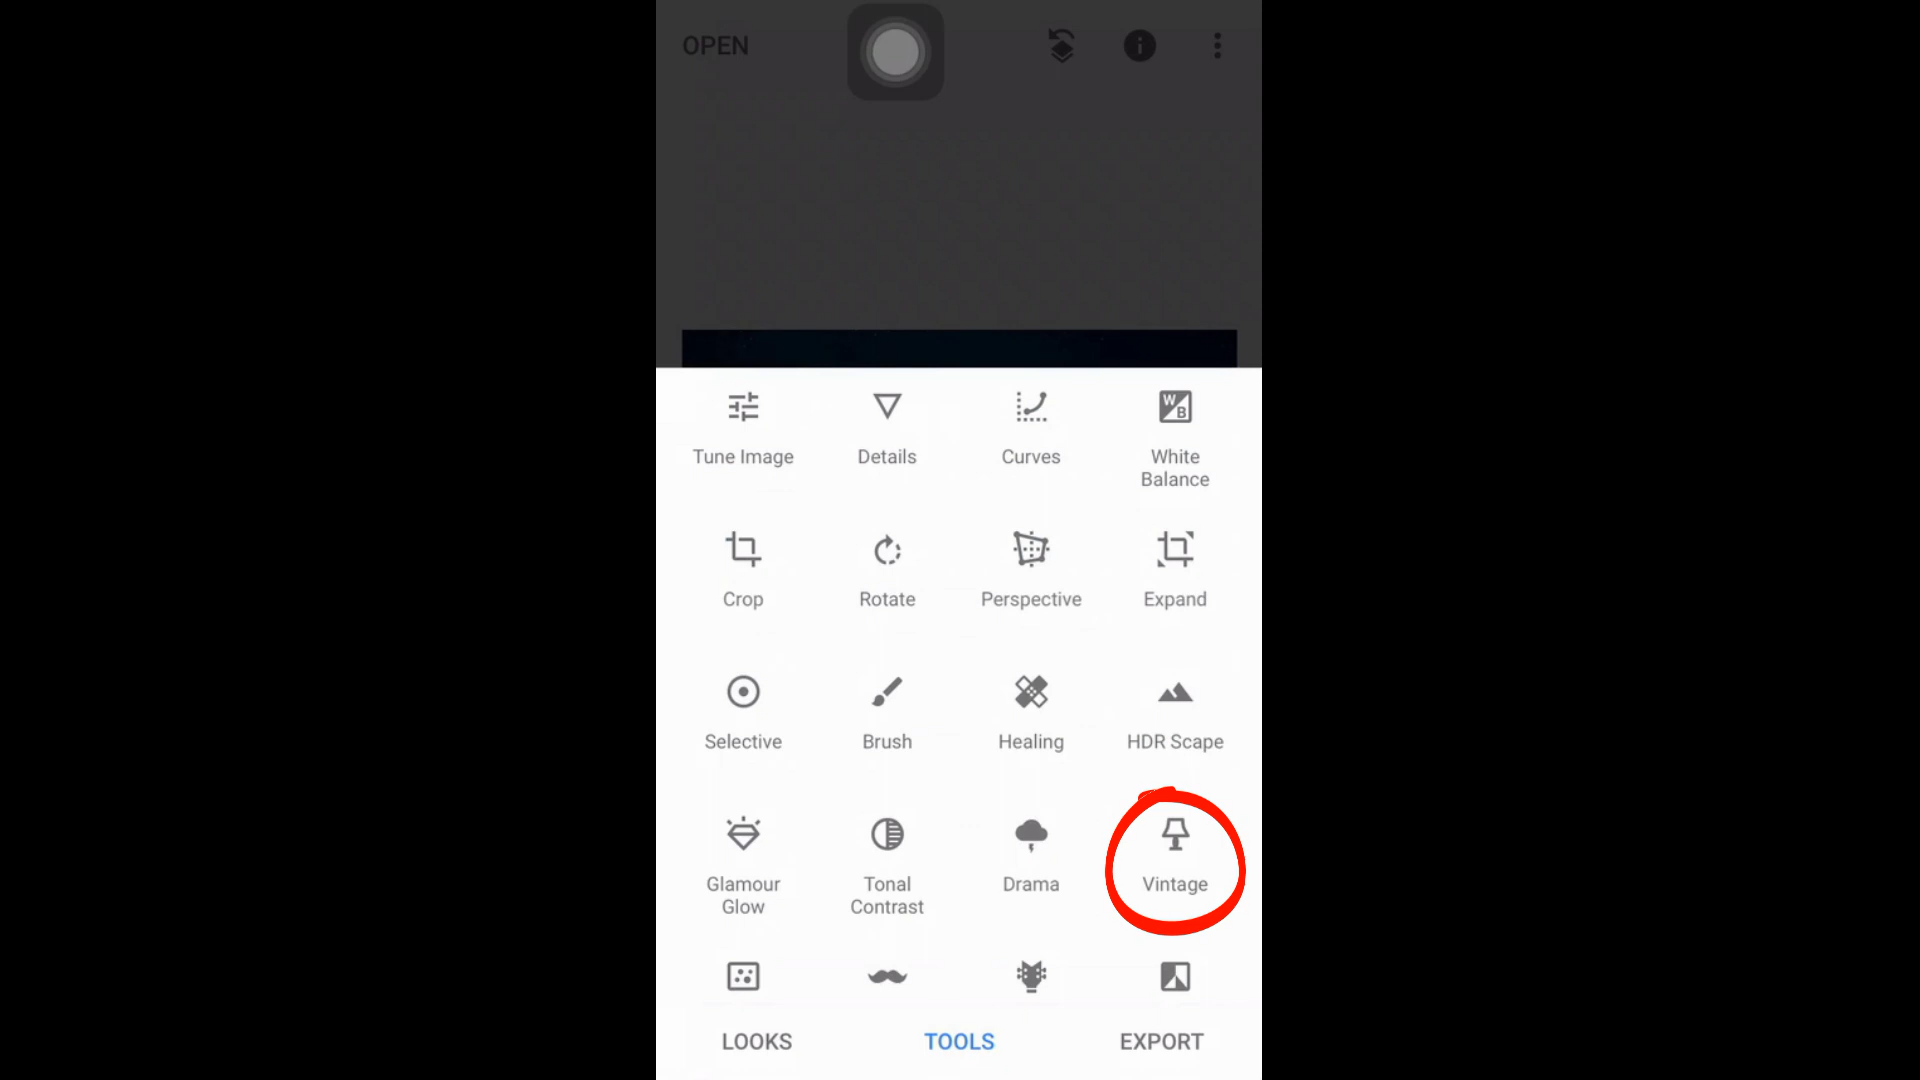 OPEN
Tune Image
Details
Curves
W
B
White
Balance
Crop
Rotate
Perspective
Expand
Selective
Brush
Healing
HDR Scape
Glamour
Glow
Tonal
Contrast
Drama
Vintage
LOOKS
TOOLS
EXPORT